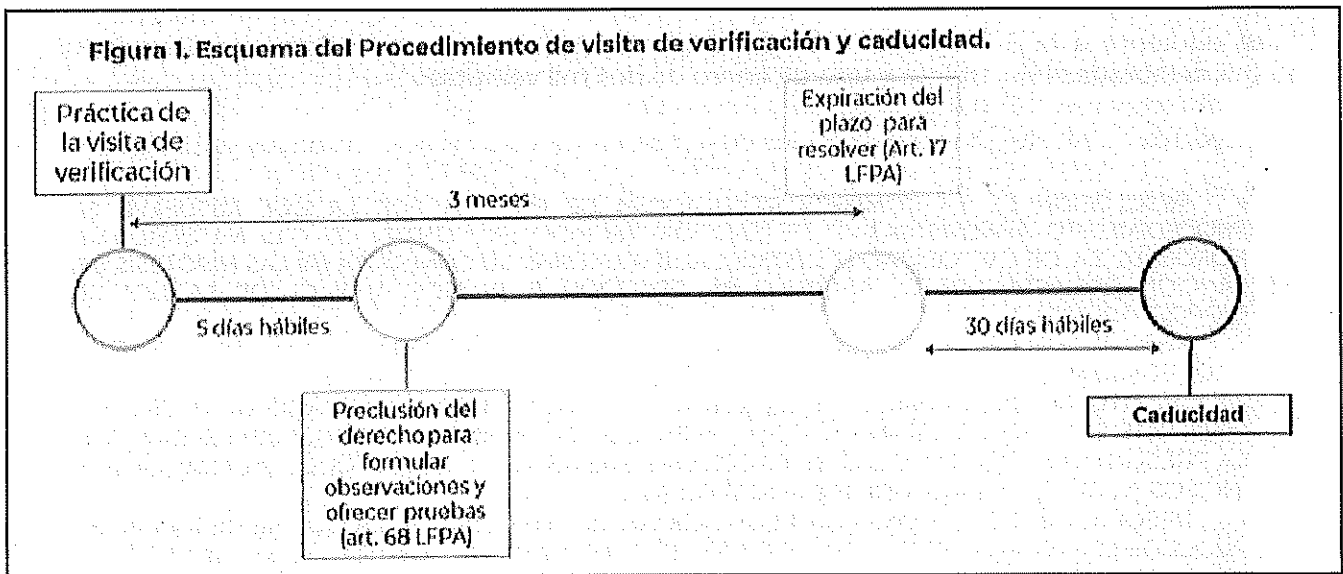 Figura 1. Esquema del Procedimiento de visita de verificación y caducidad.
Práctica de
la visita de
verificación
Expiración del
plazo para
resolver (Art. 17
LFPA)
3 meses
5 días hábiles
30 días hábiles
Preclusión del
derecho para
formular
observaciones y
ofrecer pruebas
(art. 68 LFPA)
Caducidad